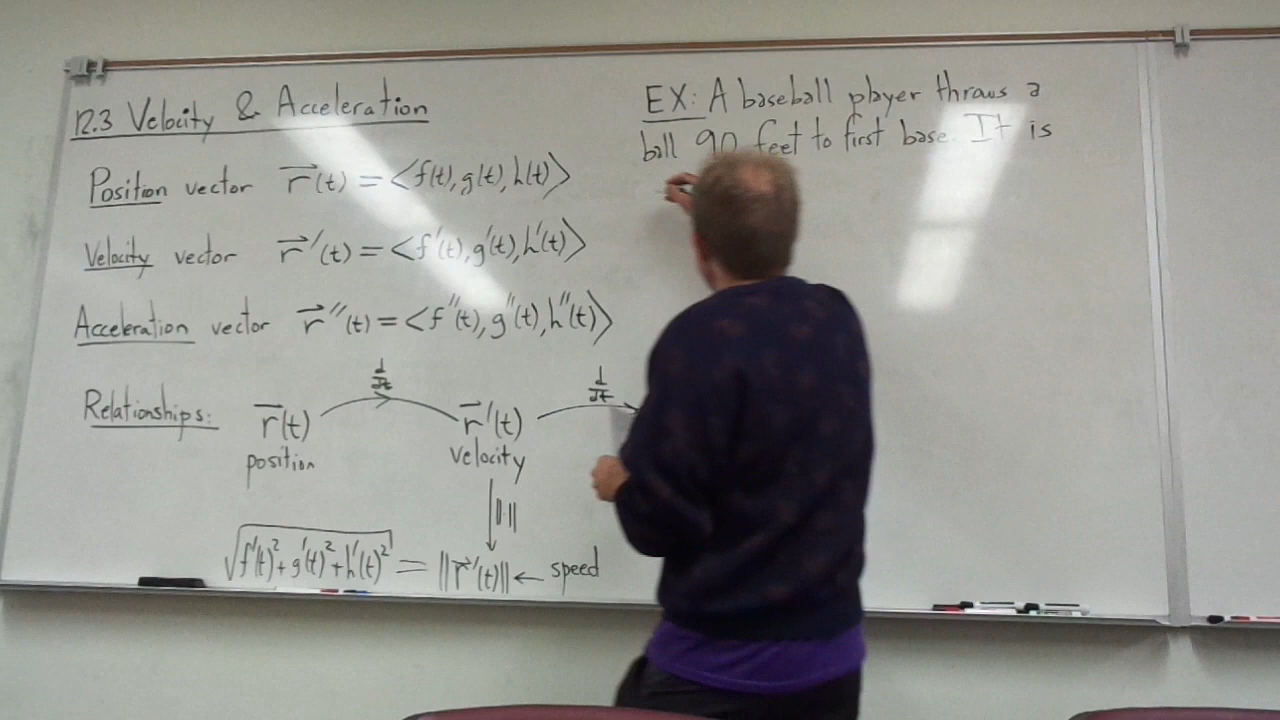 12.3 Velocity & Acceleration
Position vector r⃗(t) = <f(t), g(t), h(t)>
Velocity vector r⃗'(t) = <f'(t), g'(t), h'(t)>
Acceleration vector r⃗''(t) = <f''(t), g''(t), h''(t)>
Relationships: r⃗(t) d/dt r⃗'(t) d/dt
position velocity
|| · ||
√f'(t)²+g'(t)²+h'(t)² = ||r⃗'(t)|| ← speed
EX: A baseball player throws a
ball 90 feet to first base. It is